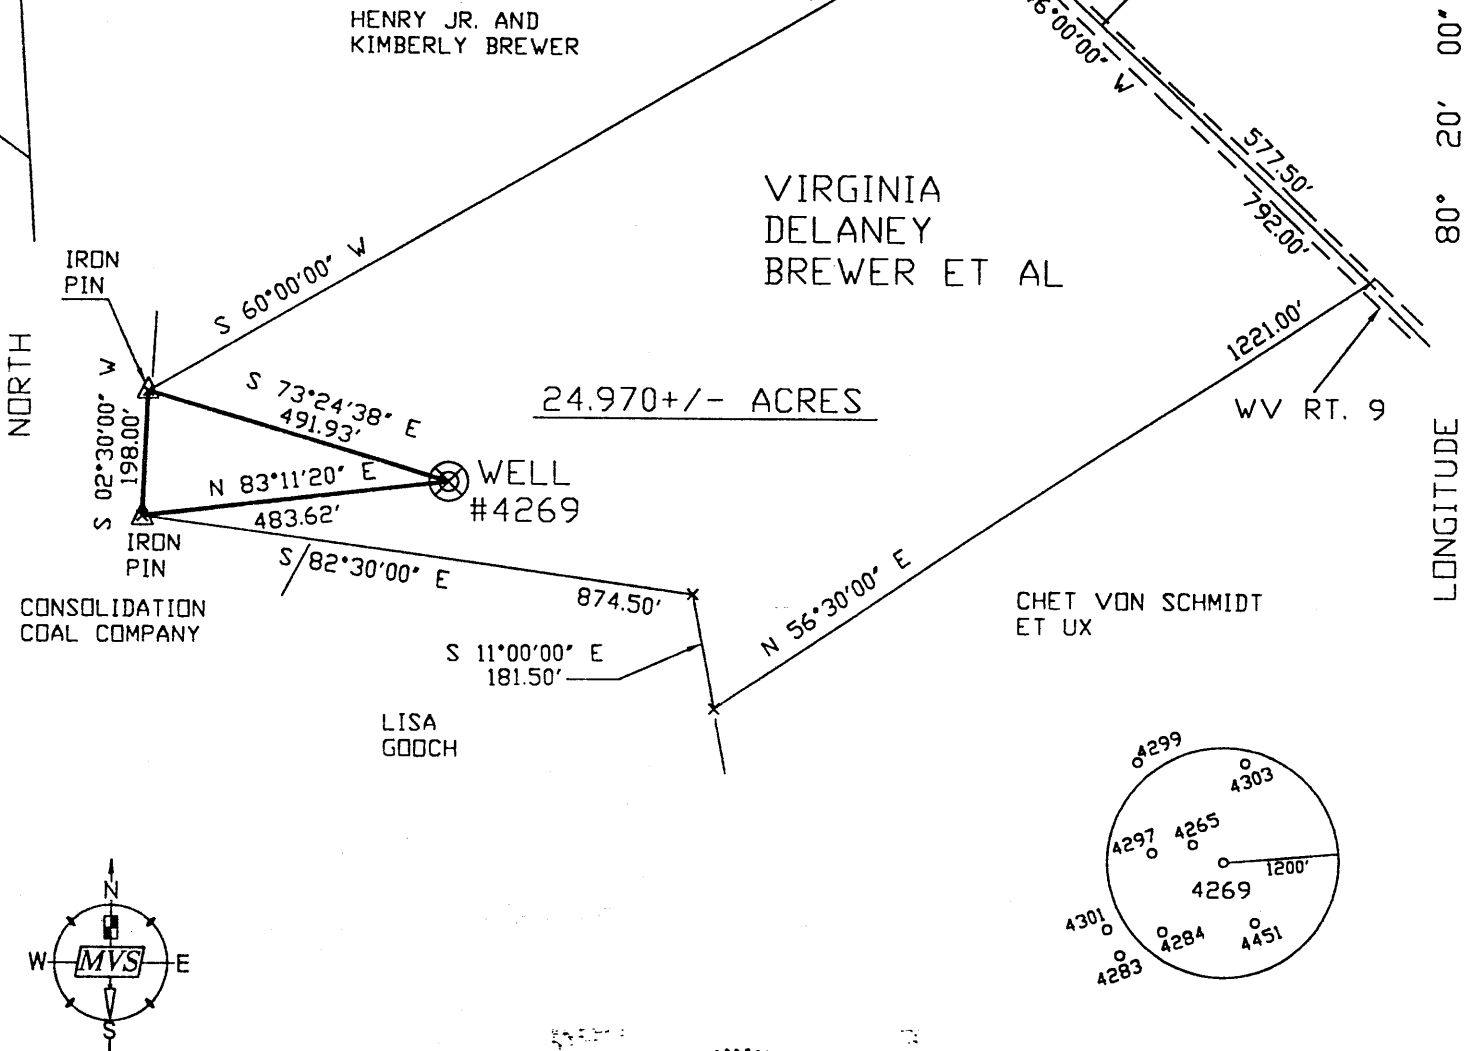 HENRY JR. AND
KIMBERLY BREWER
6°00'00" W
577.50'
792.00'
80° 20' 00"
LONGITUDE
VIRGINIA
DELANEY
BREWER ET AL
IRON
PIN
NORTH
S 60°00'00" W
S 02°30'00" W
198.00'
S 73°24'38" E
491.93'
24.970+/- ACRES
1221.00'
WV RT. 9
N 83°11'20" E
483.62'
WELL
#4269
IRON
PIN
S 82°30'00" E
874.50'
CONSOLIDATION
COAL COMPANY
S 11°00'00" E
181.50'
N 56°30'00" E
CHET VON SCHMIDT
ET UX
LISA
GOOCH
4299
4303
4297
4265
1200'
4269
4301
4284
4451
4283
N
W
MVS
E
S